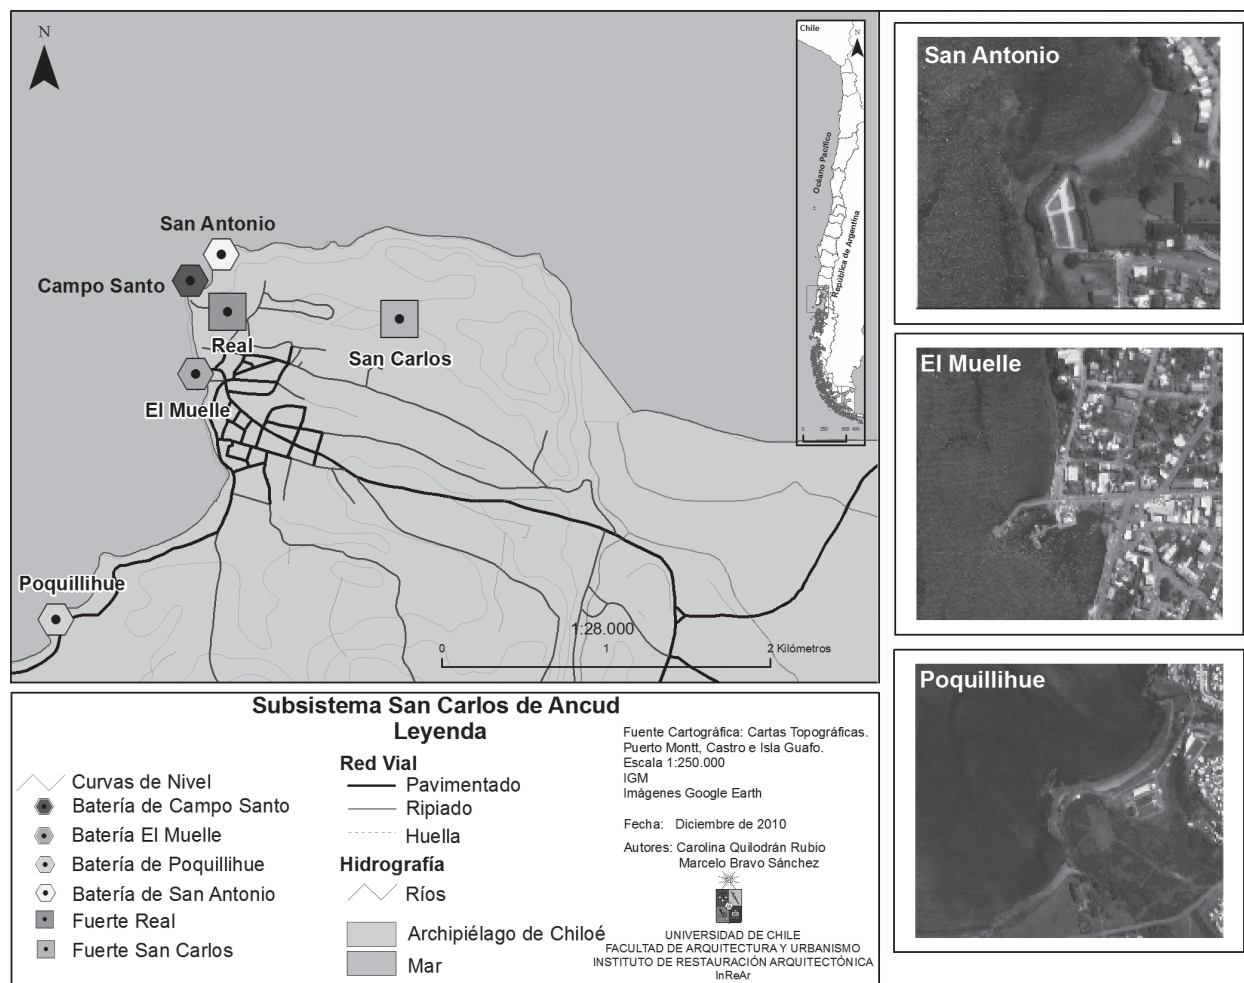 N
San Antonio
Campo Santo
Real
San Carlos
El Muelle
Poquillihue
1:28.000
0 1 2 Kilómetros
Chile
N
Océano Pacífico
República de Argentina
0 250 500 Km
San Antonio
El Muelle
Poquillihue
Subsistema San Carlos de Ancud
Leyenda
Curvas de Nivel
Batería de Campo Santo
Batería El Muelle
Batería de Poquillihue
Batería de San Antonio
Fuerte Real
Fuerte San Carlos
Red Vial
Pavimentado
Ripiado
Huella
Hidrografía
Ríos
Archipiélago de Chiloé
Mar
Fuente Cartográfica: Cartas Topográficas.
Puerto Montt, Castro e Isla Guafo.
Escala 1:250.000
IGM
Imágenes Google Earth
Fecha: Diciembre de 2010
Autores: Carolina Quilodrán Rubio
Marcelo Bravo Sánchez
UNIVERSIDAD DE CHILE
FACULTAD DE ARQUITECTURA Y URBANISMO
INSTITUTO DE RESTAURACIÓN ARQUITECTÓNICA
InReAr